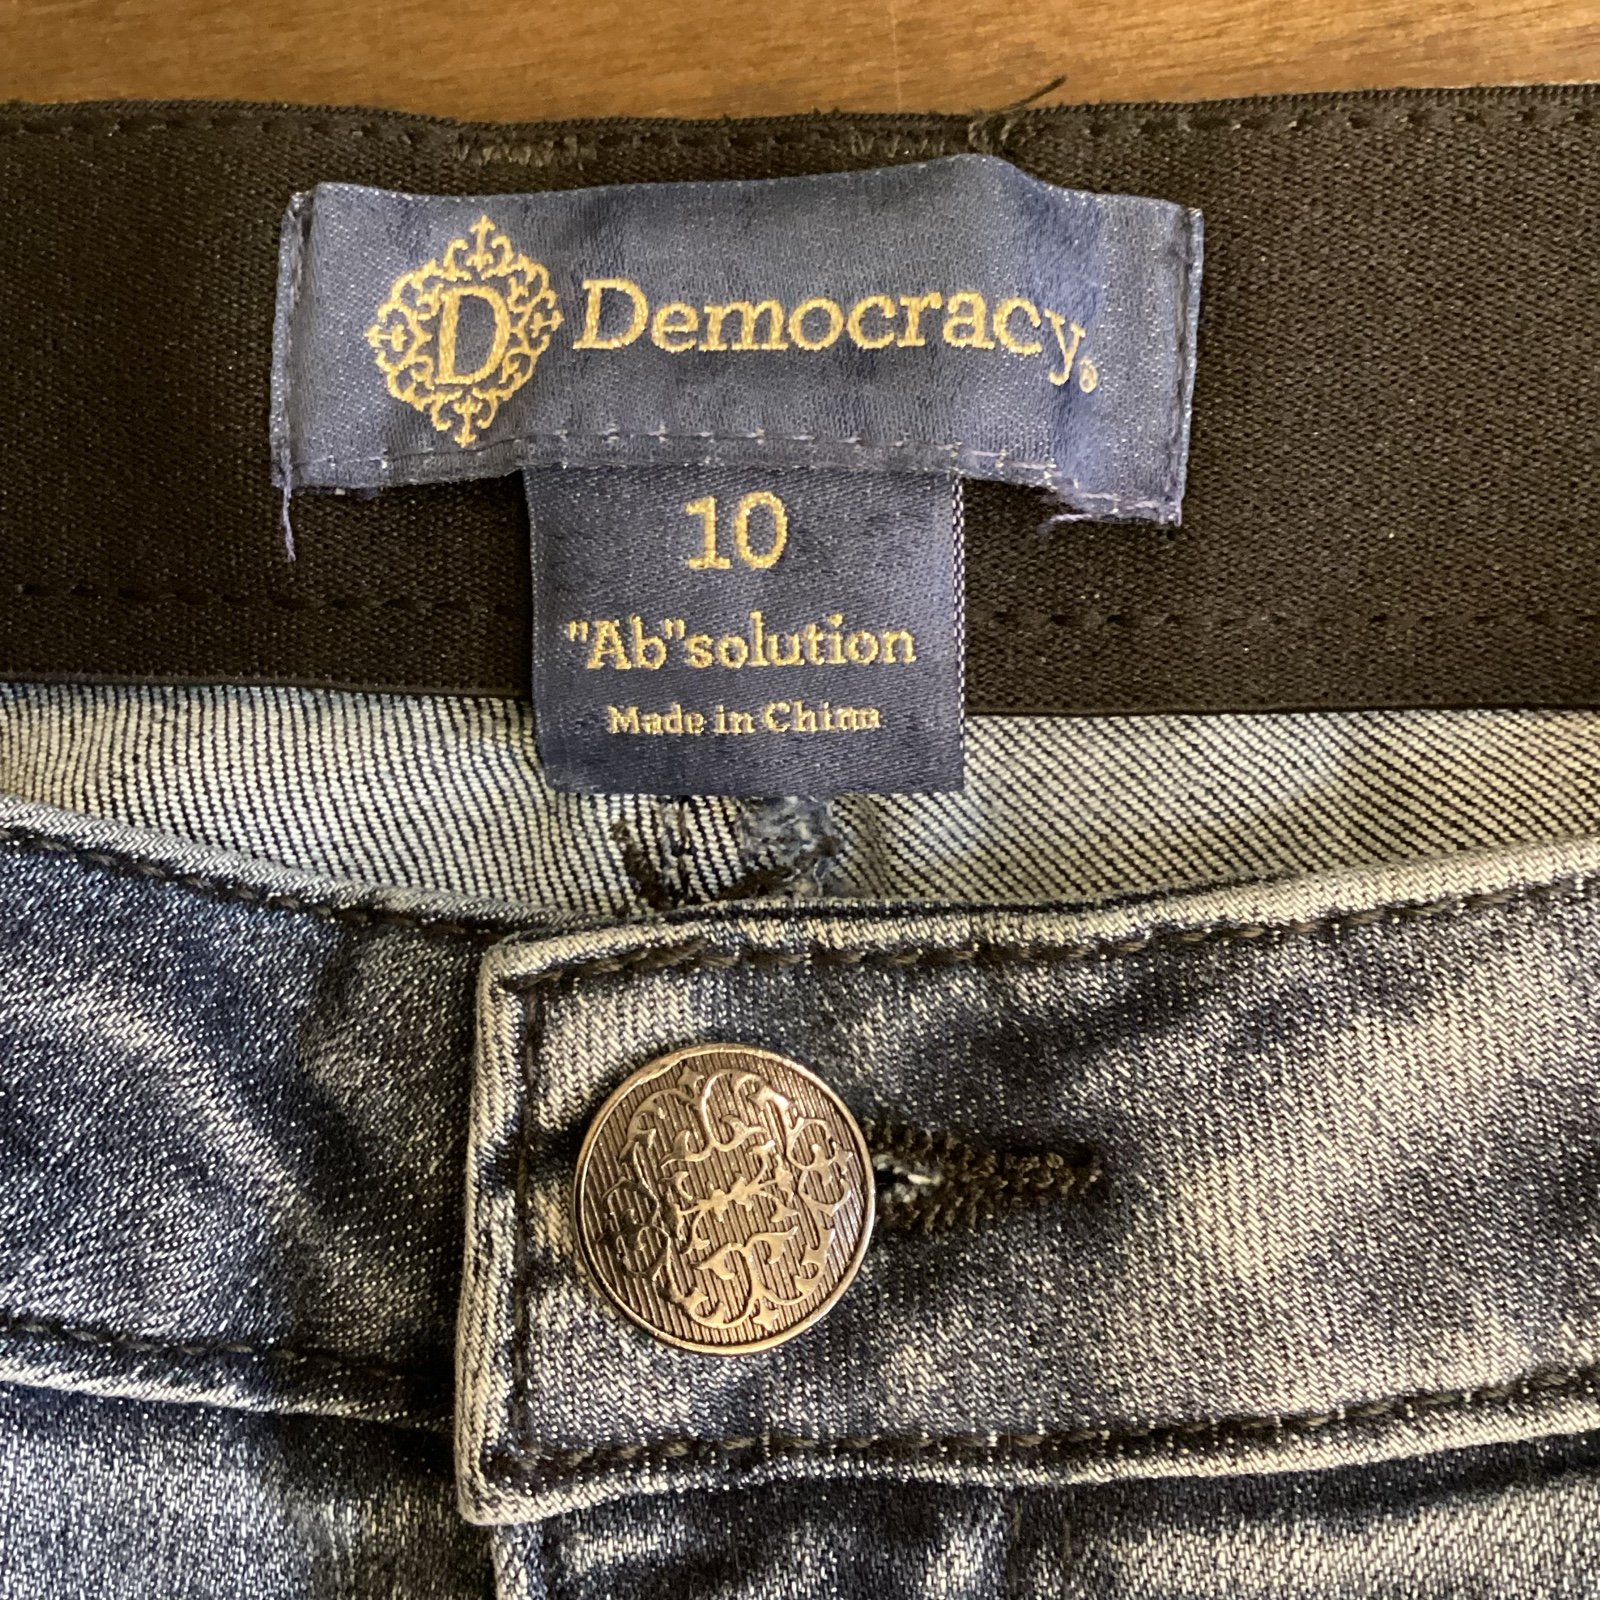 D Democracy®
10
"Ab"solution
Made in China